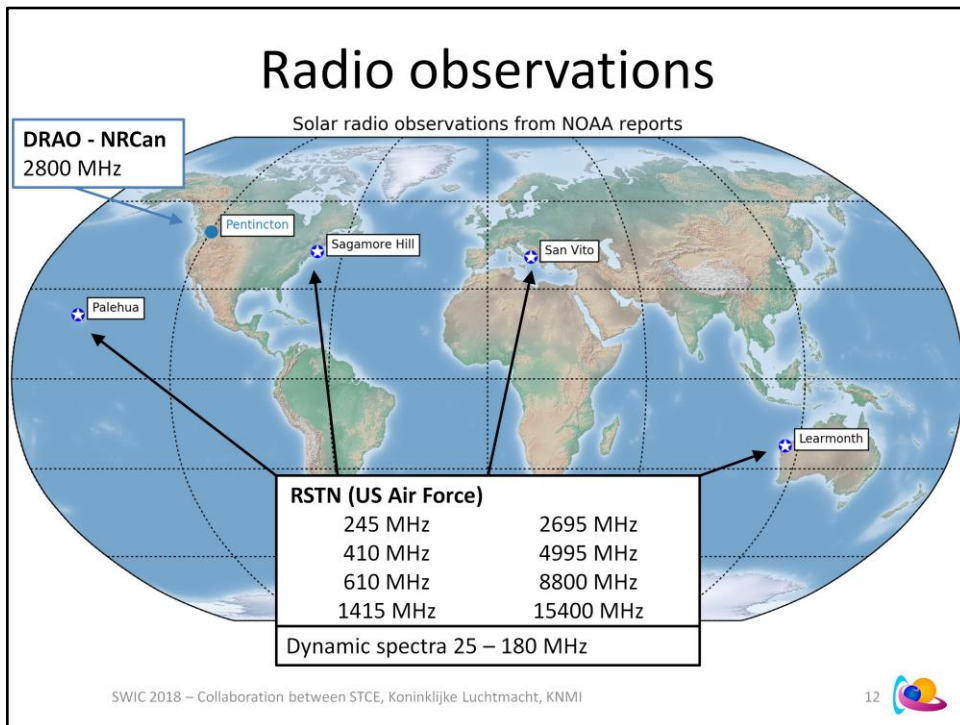 Radio observations
Solar radio observations from NOAA reports
DRAO - NRCan
2800 MHz
Pentincton
Sagamore Hill
San Vito
Palehua
Learmonth
RSTN (US Air Force)
245 MHz 2695 MHz
410 MHz 4995 MHz
610 MHz 8800 MHz
1415 MHz 15400 MHz
Dynamic spectra 25 – 180 MHz
SWIC 2018 – Collaboration between STCE, Koninklijke Luchtmacht, KNMI 12